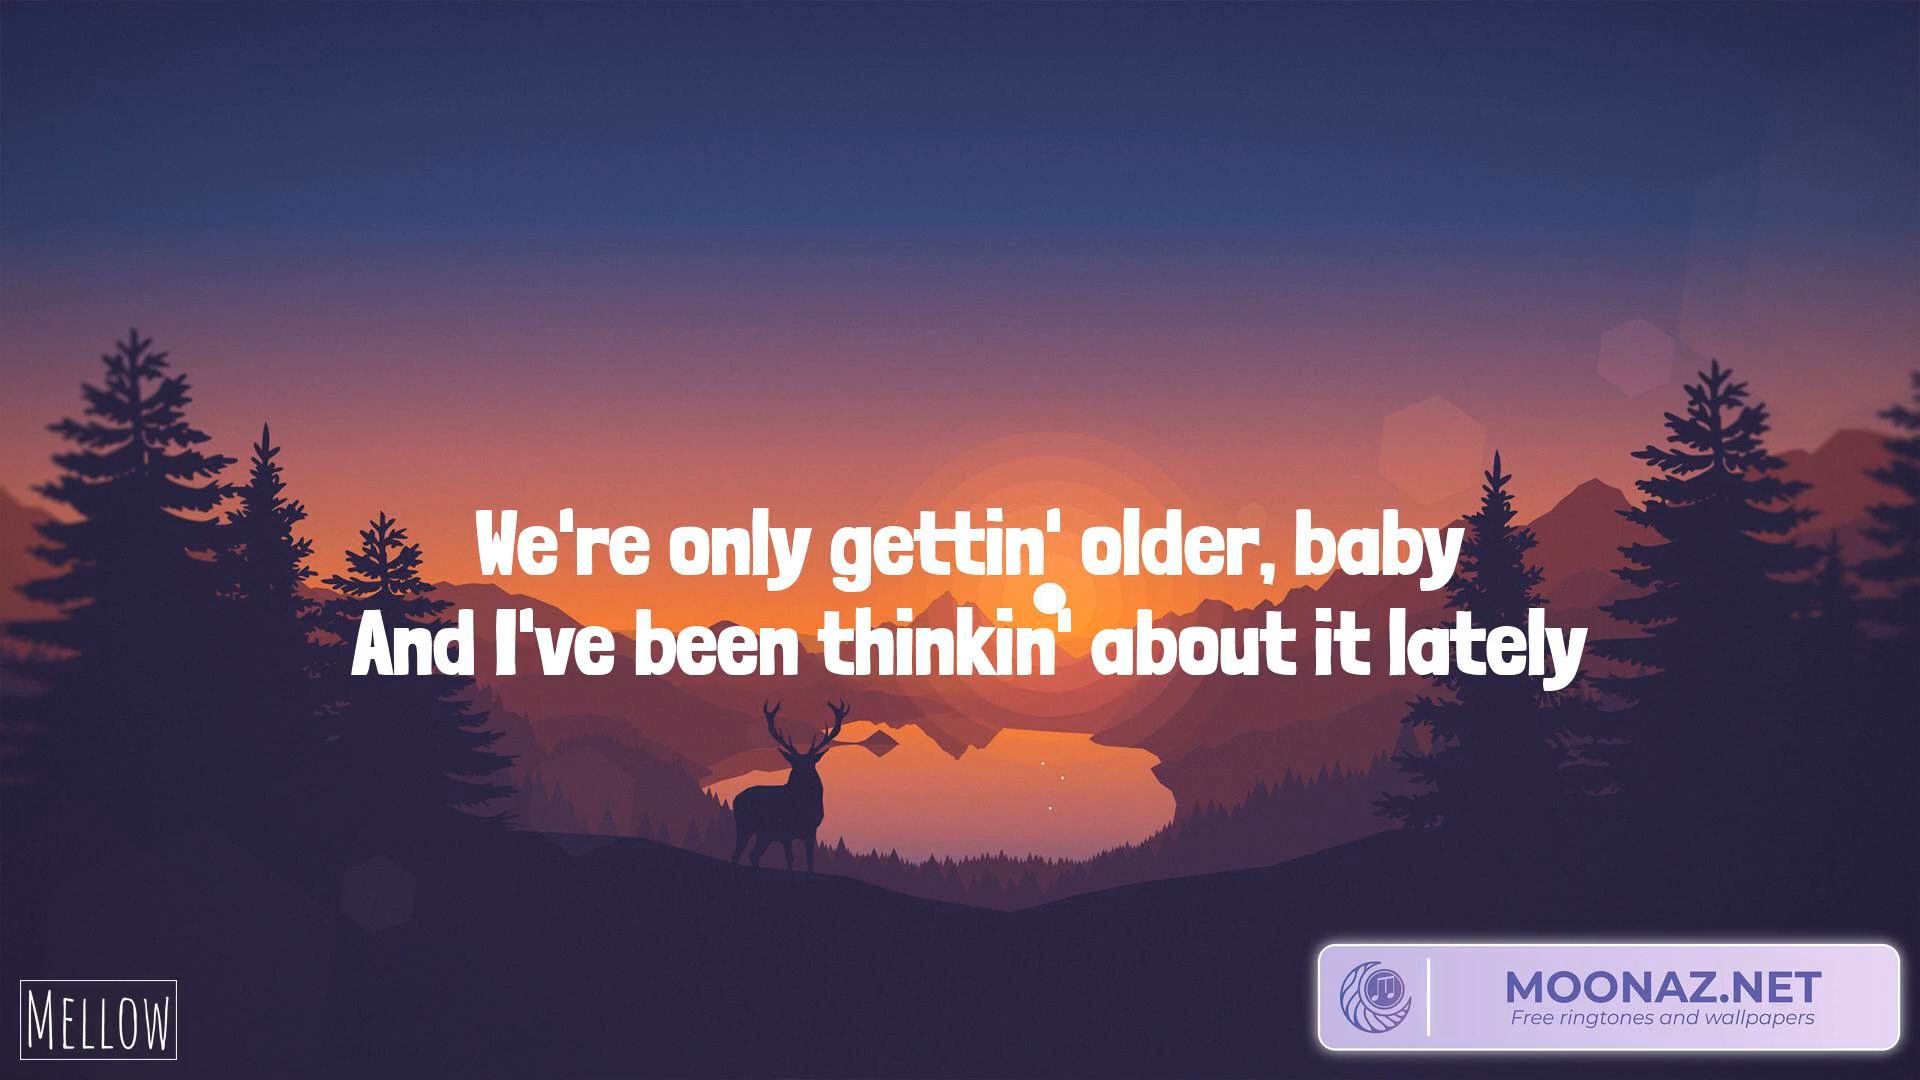 We're only gettin' older, baby
And I've been thinkin' about it lately
MELLOW
MOONAZ.NET
Free ringtones and wallpapers